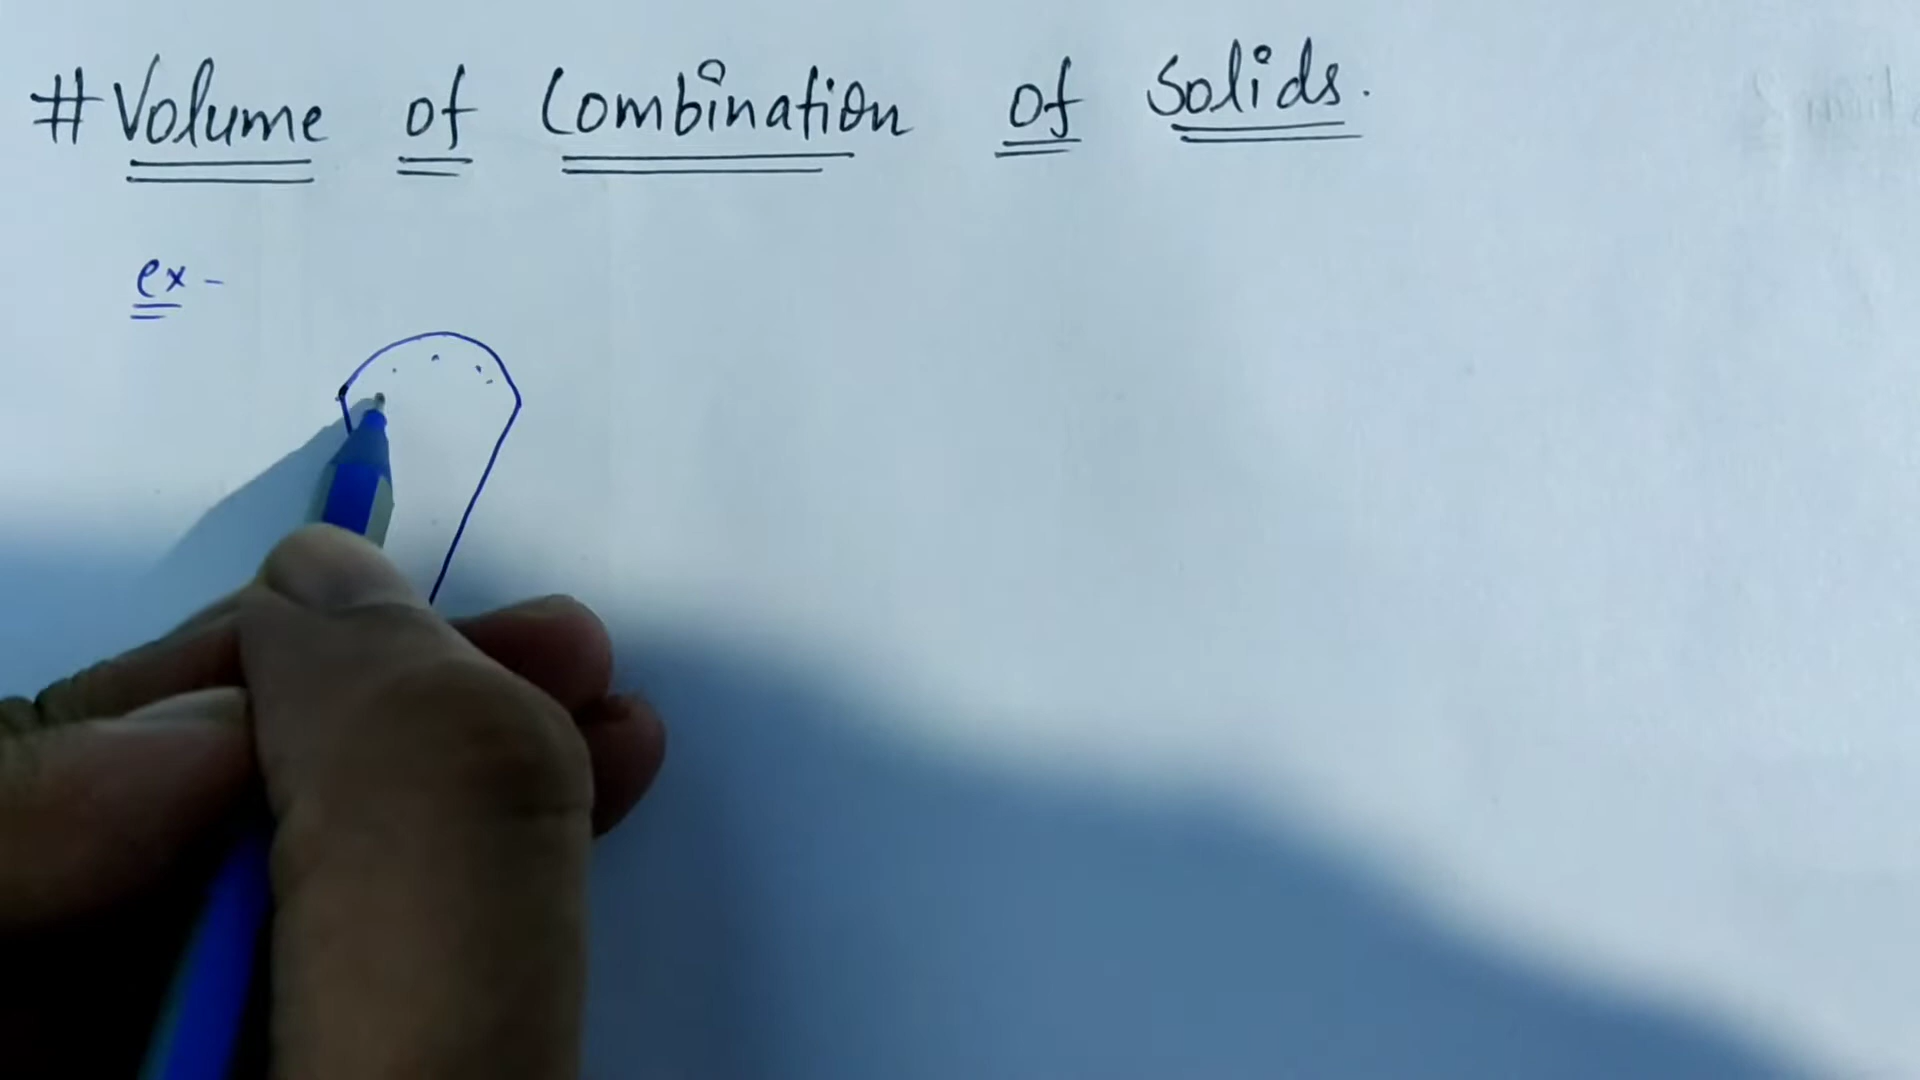 # Volume of Combination of Solids.
ex -